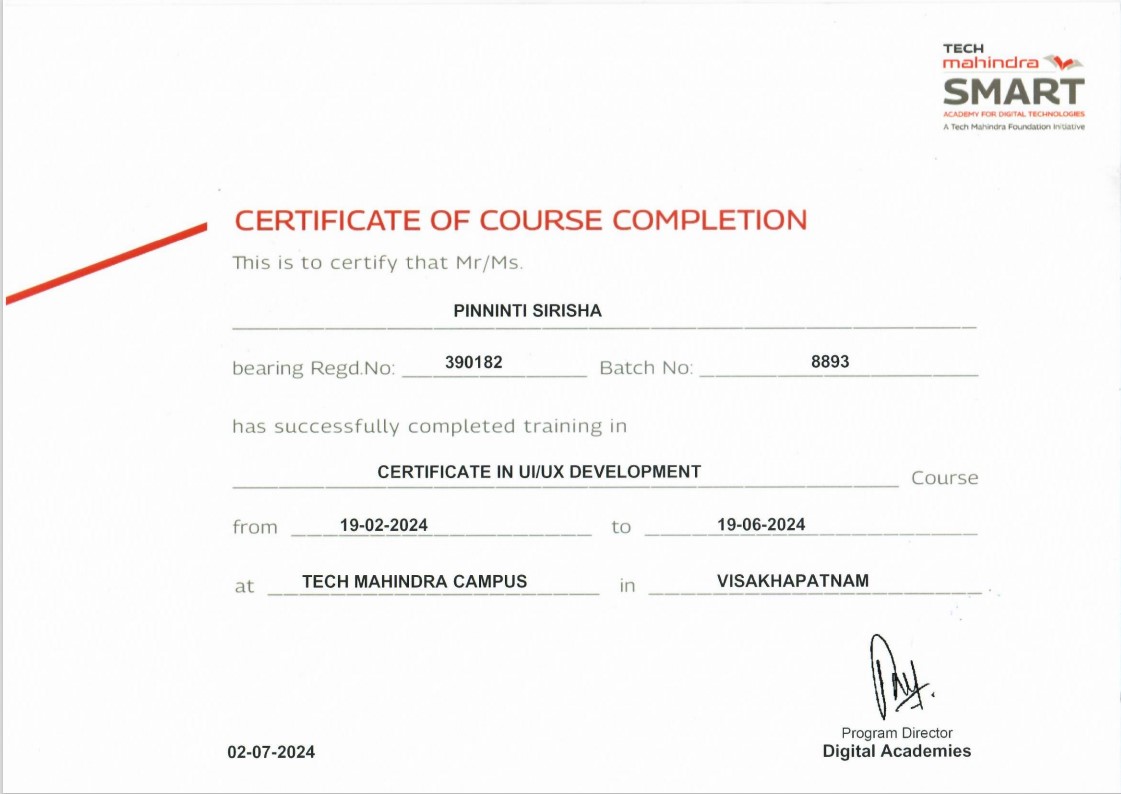 TECH
mahindra
SMART
ACADEMY FOR DIGITAL TECHNOLOGIES
A Tech Mahindra Foundation Initiative
CERTIFICATE OF COURSE COMPLETION
This is to certify that Mr/Ms.
PINNINTI SIRISHA
bearing Regd.No: 390182 Batch No: 8893
has successfully completed training in
CERTIFICATE IN UI/UX DEVELOPMENT Course
from 19-02-2024 to 19-06-2024
at TECH MAHINDRA CAMPUS in VISAKHAPATNAM .
Program Director
02-07-2024 Digital Academies